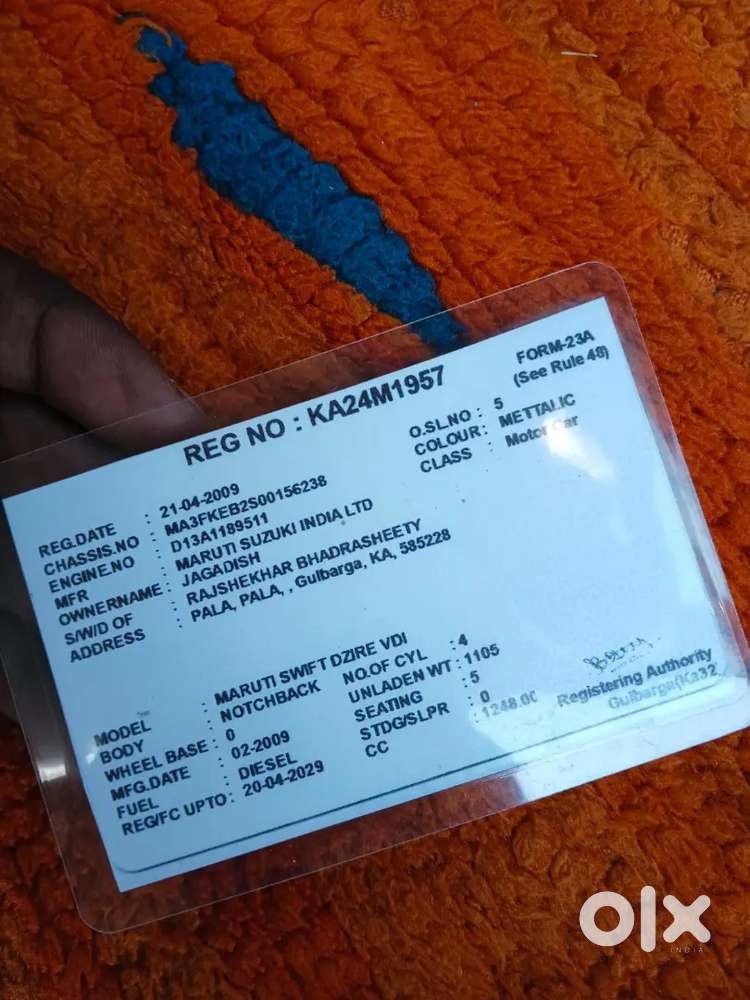 REG NO : KA24M1957
FORM-23A
(See Rule 48)
REG.DATE : 21-04-2009
O.SL.NO : 5
CHASSIS.NO : MA3FKEB2S00156238
COLOUR : METTALIC
ENGINE.NO : D13A1189511
CLASS : Motor Car
MFR : MARUTI SUZUKI INDIA LTD
OWNERNAME : JAGADISH
S/W/D OF : RAJSHEKHAR BHADRASHEETY
ADDRESS : PALA, PALA, , Gulbarga, KA, 585228
MODEL : MARUTI SWIFT DZIRE VDI
BODY : NOTCHBACK NO.OF CYL : 4
WHEEL BASE : 0 UNLADEN WT : 1105
MFG.DATE : 02-2009 SEATING : 5
FUEL : DIESEL STDG/SLPR : 0
REG/FC UPTO : 20-04-2029 CC : 1248.00
Registering Authority
Gulbarga(Ka32)
olx
INDIA